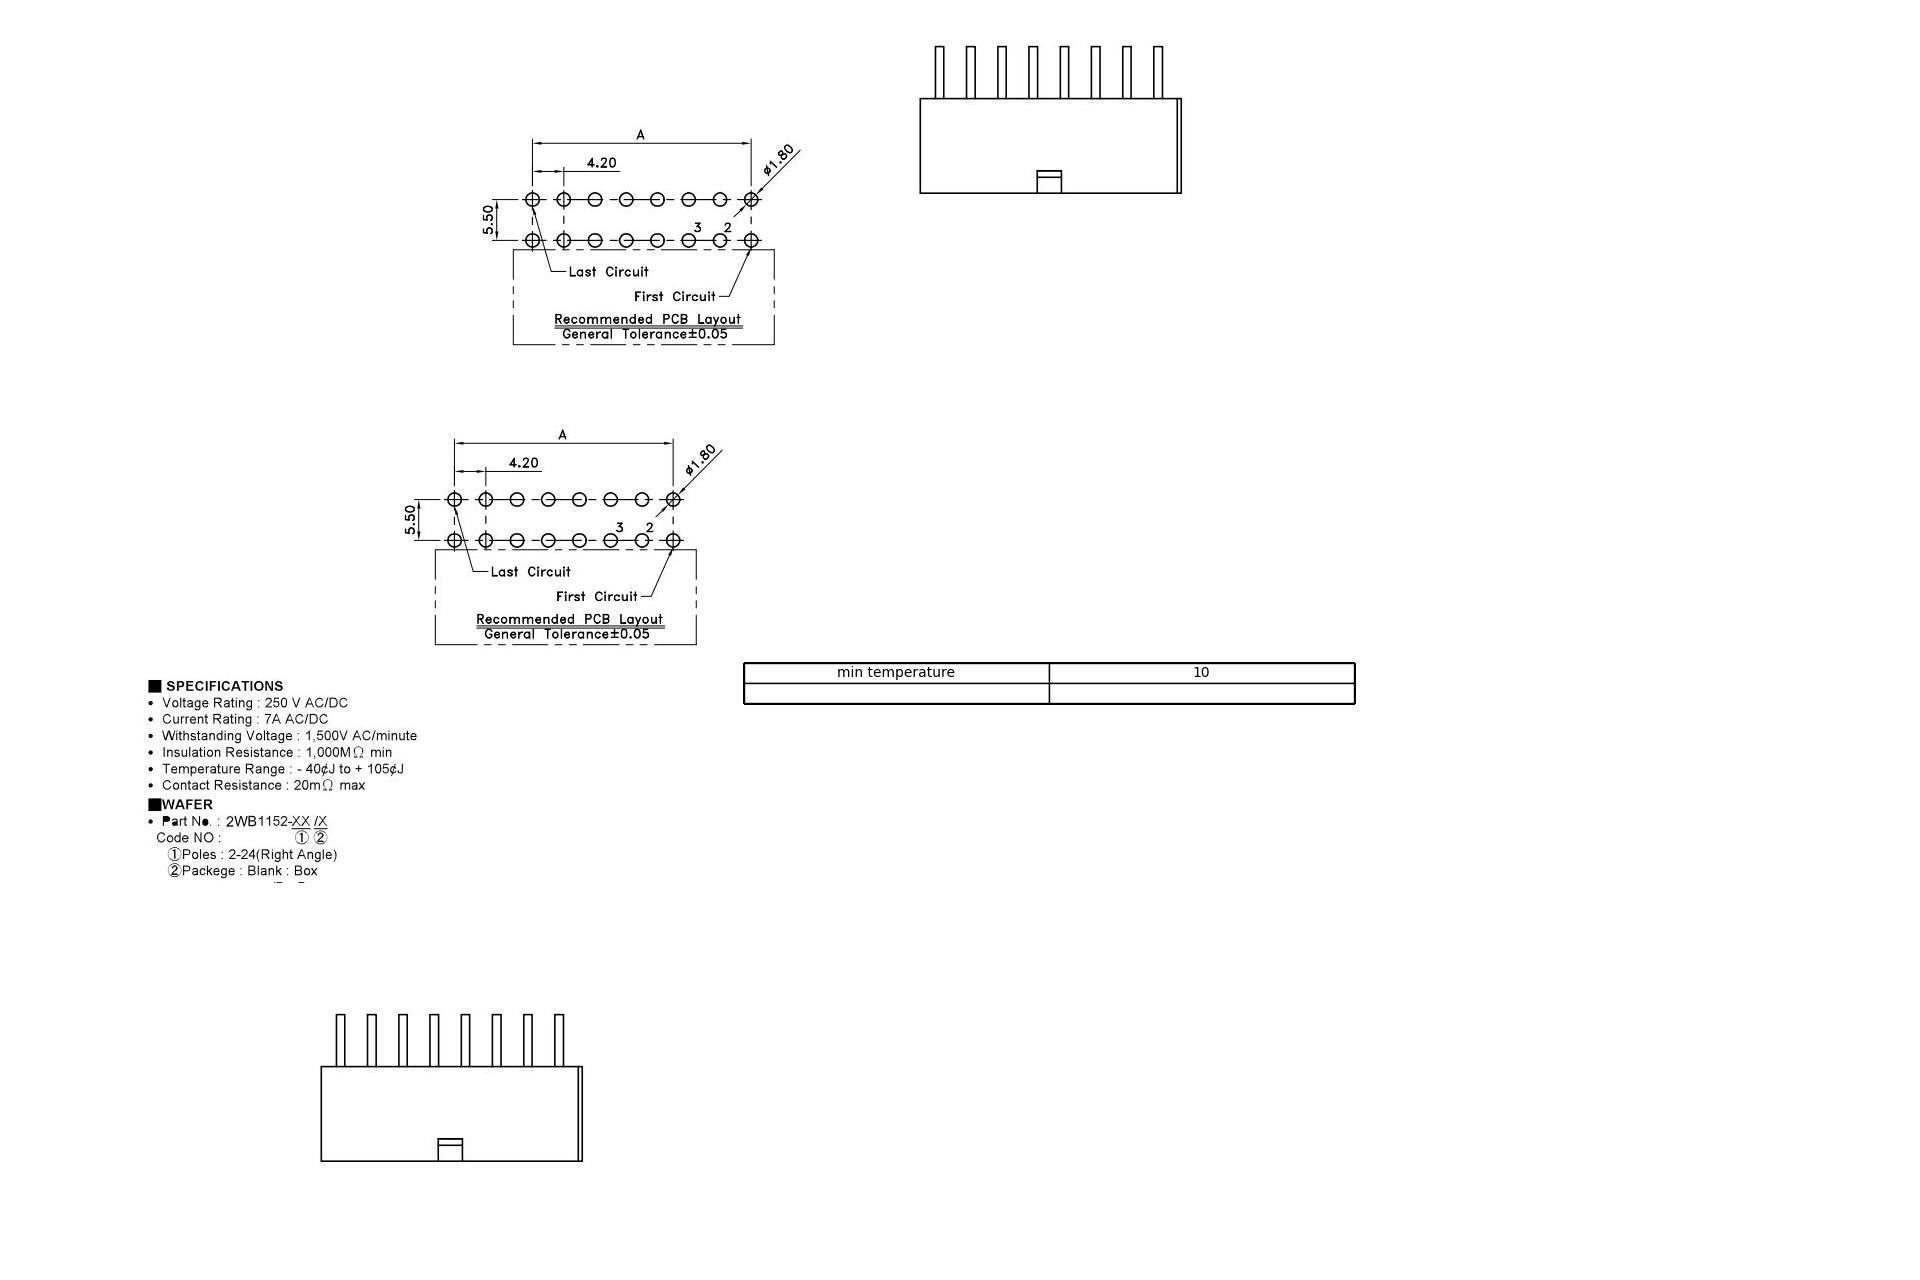 A
4.20
ø1.80
5.50
3 2
Last Circuit
First Circuit
Recommended PCB Layout
General Tolerance±0.05
A
4.20
ø1.80
5.50
3 2
Last Circuit
First Circuit
Recommended PCB Layout
General Tolerance±0.05
min temperature 10
■ SPECIFICATIONS
• Voltage Rating : 250 V AC/DC
• Current Rating : 7A AC/DC
• Withstanding Voltage : 1,500V AC/minute
• Insulation Resistance : 1,000MΩ min
• Temperature Range : - 40¢J to + 105¢J
• Contact Resistance : 20mΩ max
■WAFER
• Part No. : 2WB1152-XX /X
Code NO : ① ②
①Poles : 2-24(Right Angle)
②Packege : Blank : Box